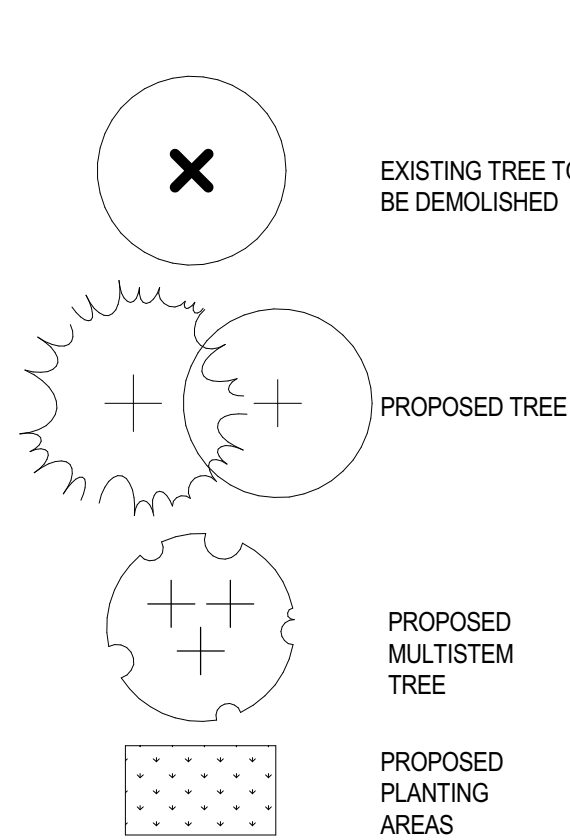 EXISTING TREE TO
BE DEMOLISHED
PROPOSED TREE
PROPOSED
MULTISTEM
TREE
PROPOSED
PLANTING
AREAS